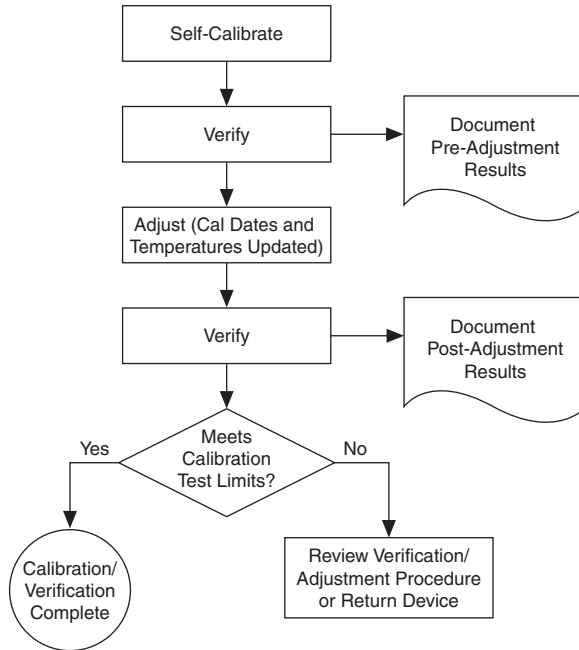 Self-Calibrate
Verify
Document
Pre-Adjustment
Results
Adjust (Cal Dates and
Temperatures Updated)
Verify
Document
Post-Adjustment
Results
Yes
Meets
Calibration
Test Limits?
No
Calibration/
Verification
Complete
Review Verification/
Adjustment Procedure
or Return Device